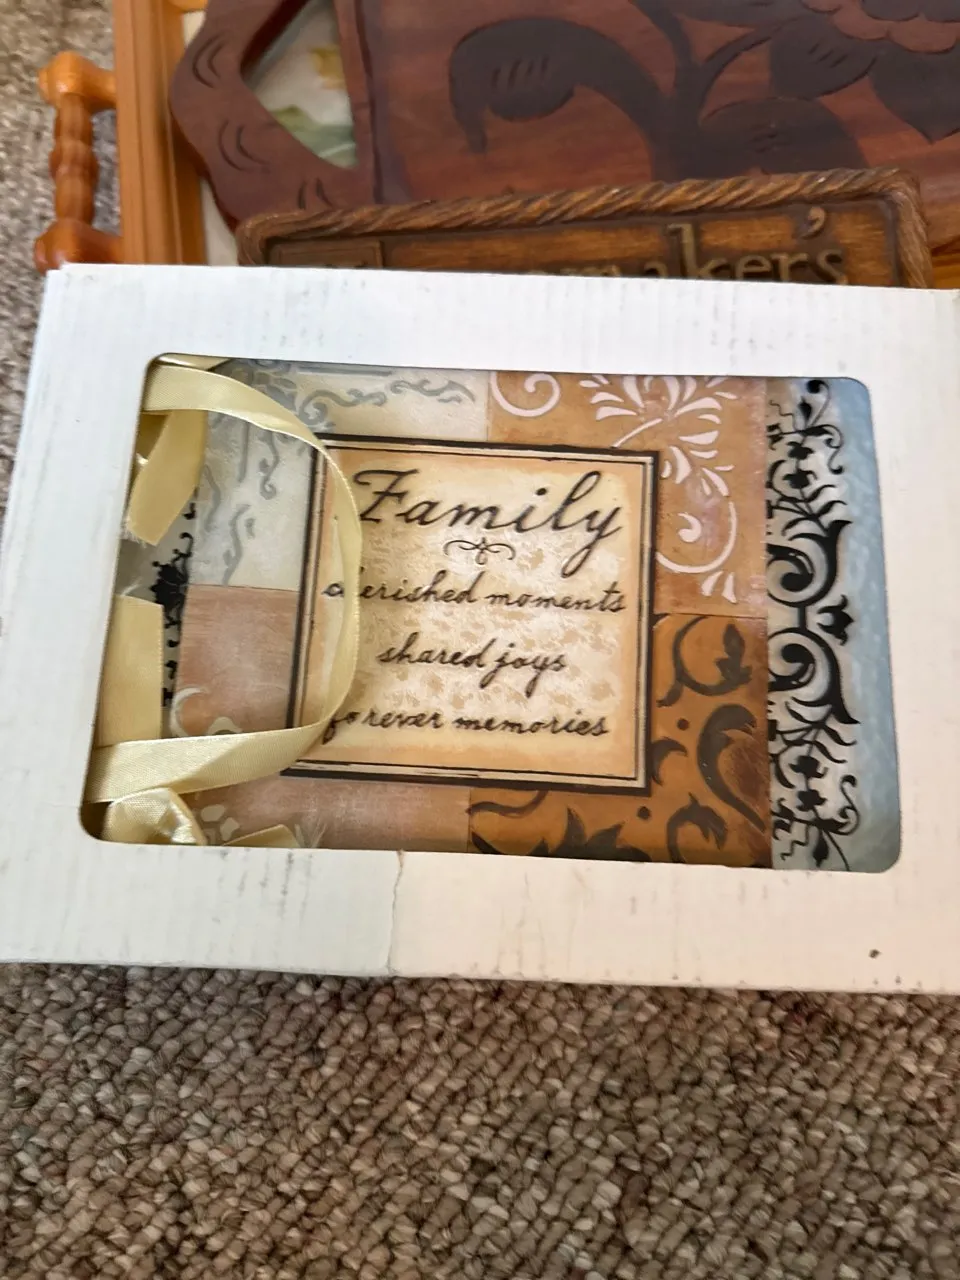 maker's
Family
cherished moments
shared joys
forever memories